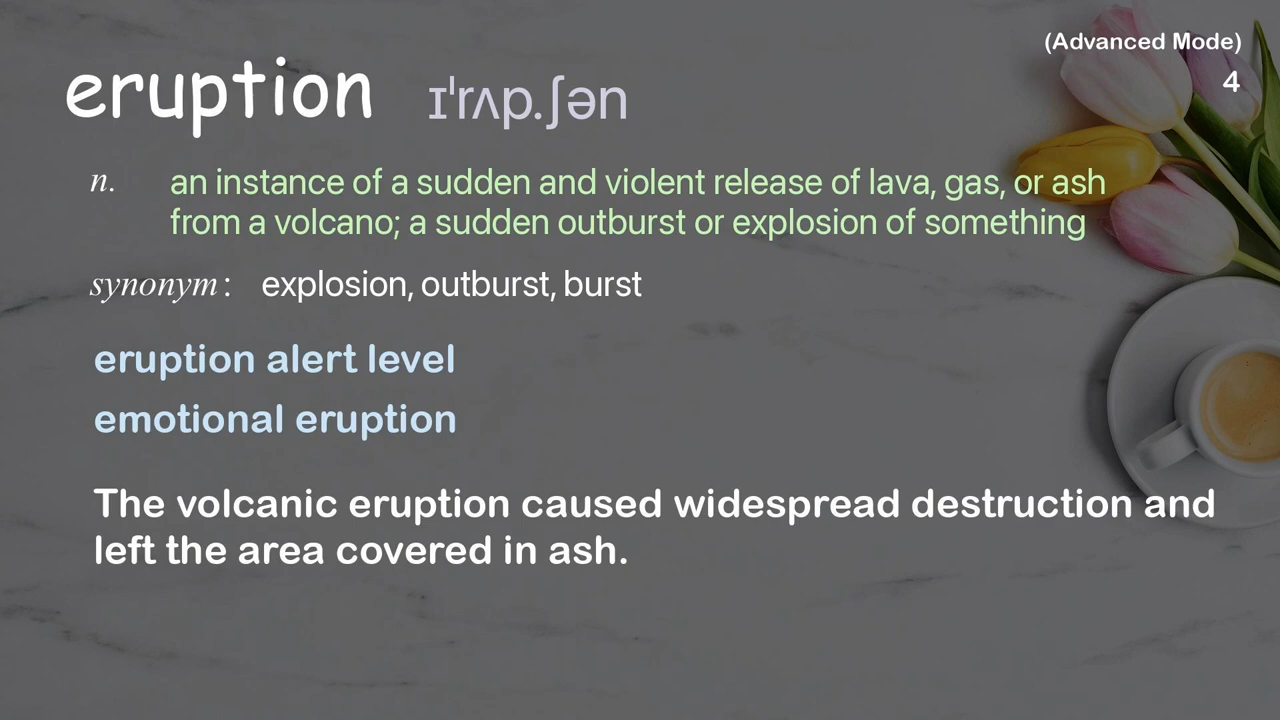 (Advanced Mode)
4
eruption ɪˈrʌp.ʃən
n. an instance of a sudden and violent release of lava, gas, or ash
from a volcano; a sudden outburst or explosion of something
synonym: explosion, outburst, burst
eruption alert level
emotional eruption
The volcanic eruption caused widespread destruction and
left the area covered in ash.